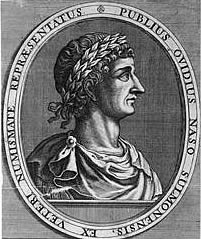 PUBLIUS OVIDIUS NASO SULMONENSIS. EX VETERI NUMISMATE REPRÆSENTATUS